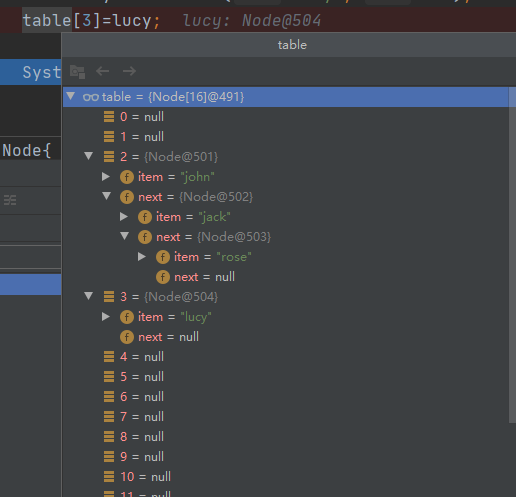 table[3]=lucy; lucy: Node@504
table
Syst
table = {Node[16]@491}
0 = null
1 = null
Node{
2 = {Node@501}
item = "john"
next = {Node@502}
item = "jack"
next = {Node@503}
item = "rose"
next = null
3 = {Node@504}
item = "lucy"
next = null
4 = null
5 = null
6 = null
7 = null
8 = null
9 = null
10 = null
11 = null